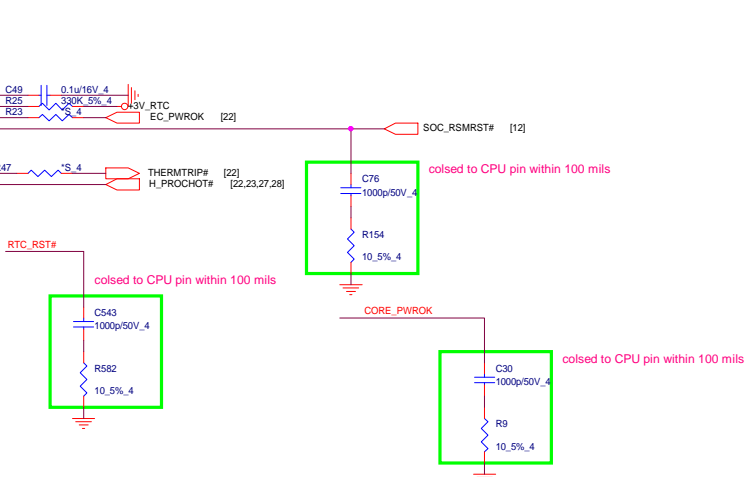 C49 0.1u/16V_4
R25 330K_5%_4 +3V_RTC
R23 *S_4 EC_PWROK [22]
SOC_RSMRST# [12]
47 *S_4 THERMTRIP# [22]
H_PROCHOT# [22,23,27,28]
colsed to CPU pin within 100 mils
C76
1000p/50V_4
R154
10_5%_4
RTC_RST#
colsed to CPU pin within 100 mils
C543
1000p/50V_4
R582
10_5%_4
CORE_PWROK
colsed to CPU pin within 100 mils
C30
1000p/50V_4
R9
10_5%_4